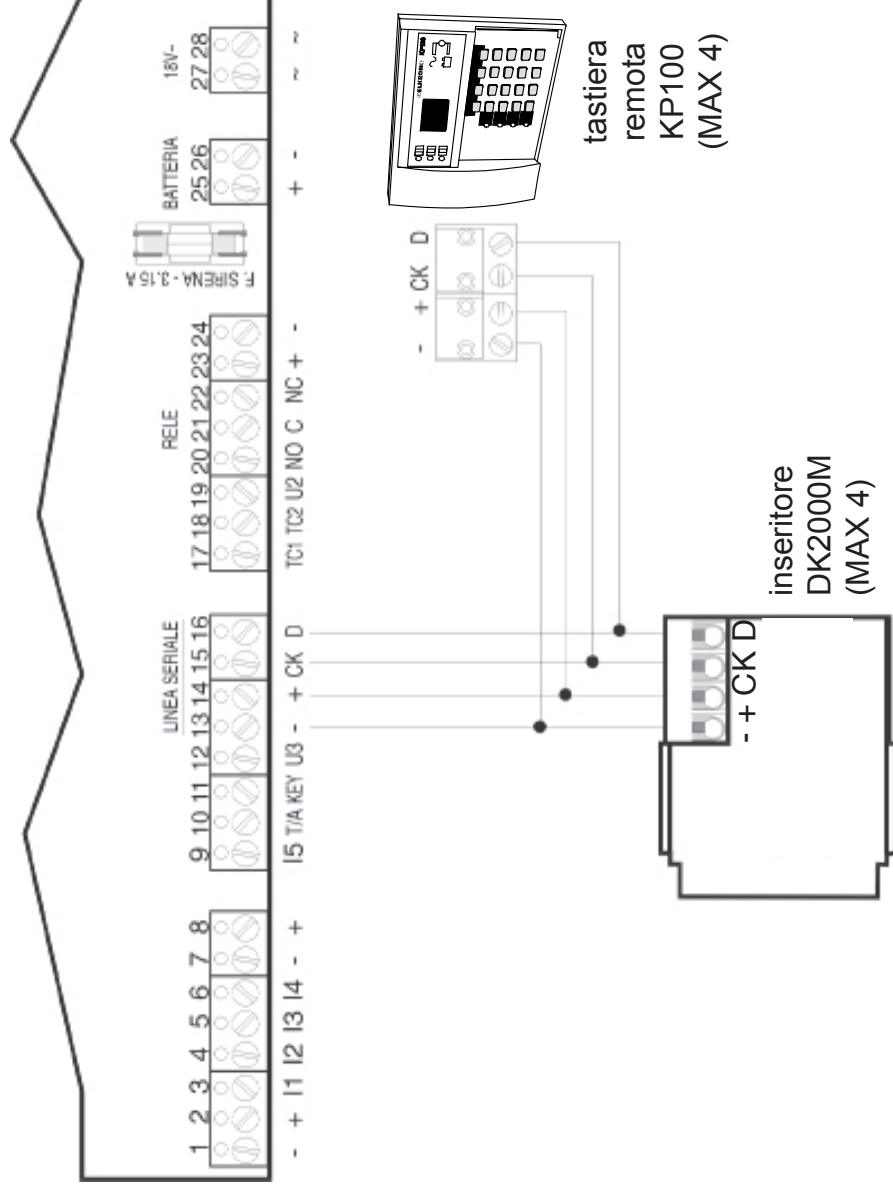 LINEA SERIALE
RELE
F. SIRENA - 3.15 A
BATTERIA
18V~
1 2 3 4 5 6 7 8
9 10 11 12 13 14 15 16
17 18 19 20 21 22 23 24
25 26
27 28
- + I1 I2 I3 I4 - +
I5 T/A KEY U3 - + CK D
TC1 TC2 U2 NO C NC + -
+ -
~ ~
- + CK D
ELKRON KP100
tastiera
remota
KP100
(MAX 4)
- + CK D
inseritore
DK2000M
(MAX 4)